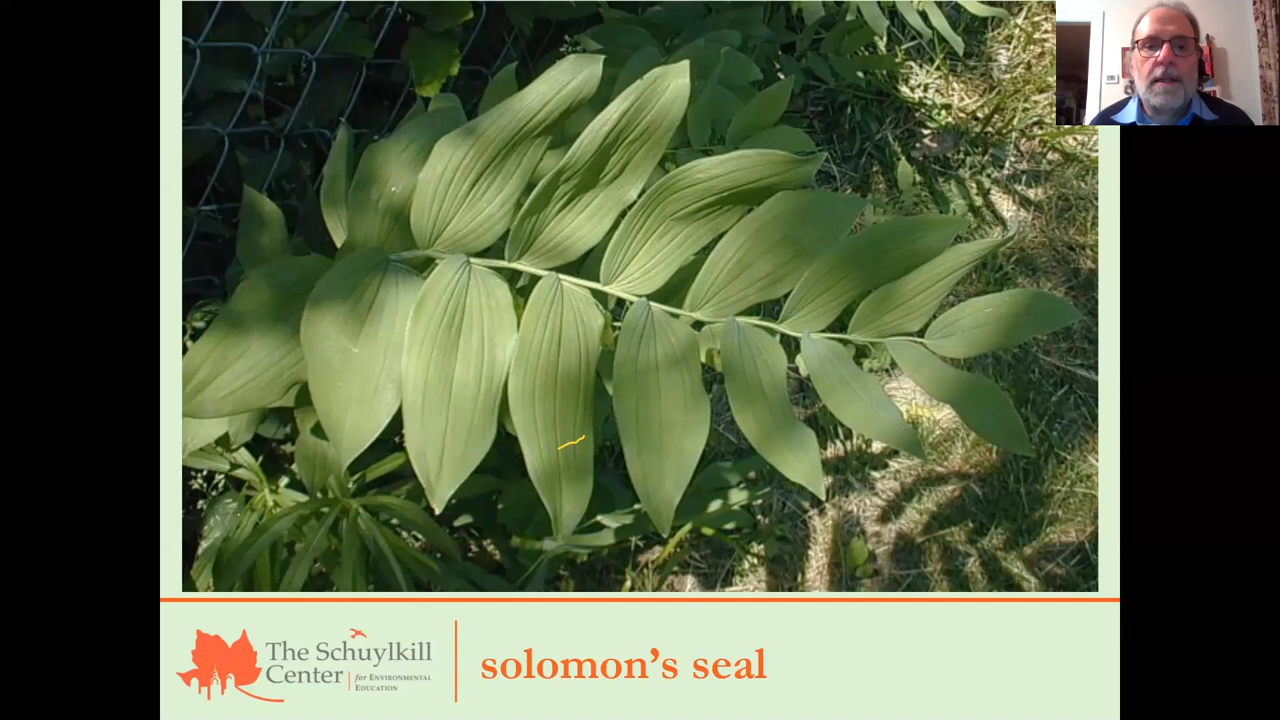 The Schuylkill
Center
for ENVIRONMENTAL
EDUCATION
solomon's seal